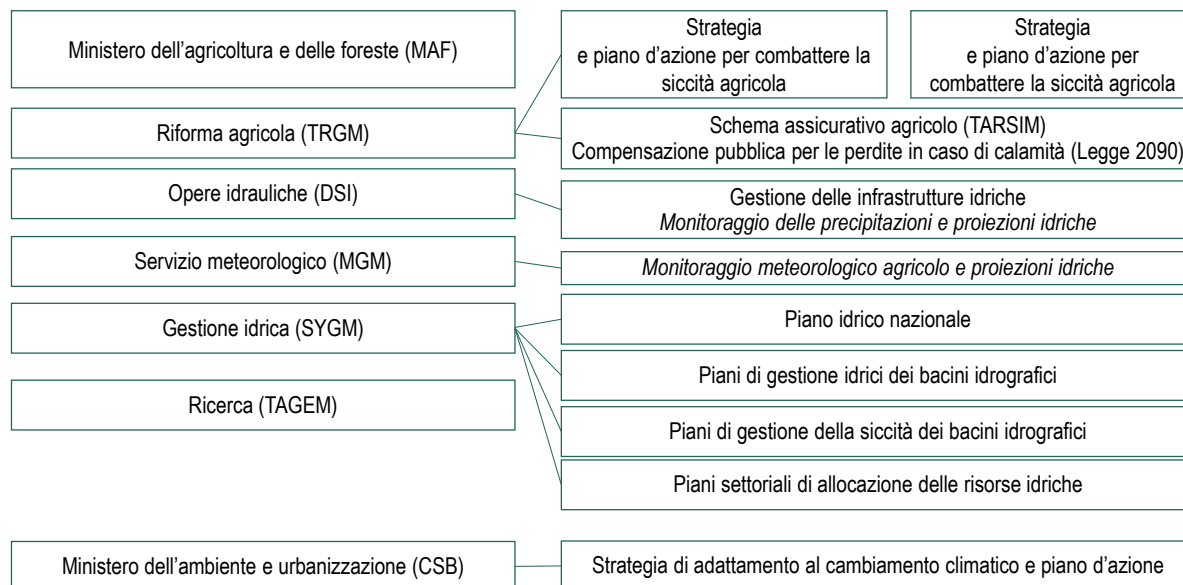 Ministero dell'agricoltura e delle foreste (MAF)
Strategia
e piano d'azione per combattere la
siccità agricola
Strategia
e piano d'azione per
combattere la siccità agricola
Riforma agricola (TRGM)
Schema assicurativo agricolo (TARSIM)
Compensazione pubblica per le perdite in caso di calamità (Legge 2090)
Opere idrauliche (DSI)
Gestione delle infrastrutture idriche
Monitoraggio delle precipitazioni e proiezioni idriche
Servizio meteorologico (MGM)
Monitoraggio meteorologico agricolo e proiezioni idriche
Gestione idrica (SYGM)
Piano idrico nazionale
Piani di gestione idrici dei bacini idrografici
Ricerca (TAGEM)
Piani di gestione della siccità dei bacini idrografici
Piani settoriali di allocazione delle risorse idriche
Ministero dell'ambiente e urbanizzazione (CSB)
Strategia di adattamento al cambiamento climatico e piano d'azione